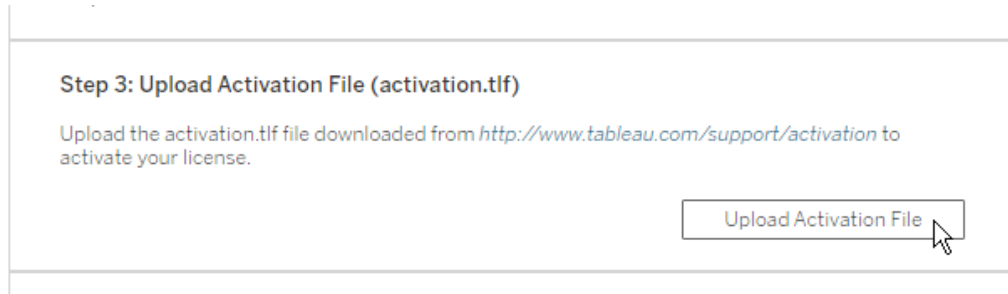 Step 3: Upload Activation File (activation.tlf)
Upload the activation.tlf file downloaded from http://www.tableau.com/support/activation to
activate your license.
Upload Activation File